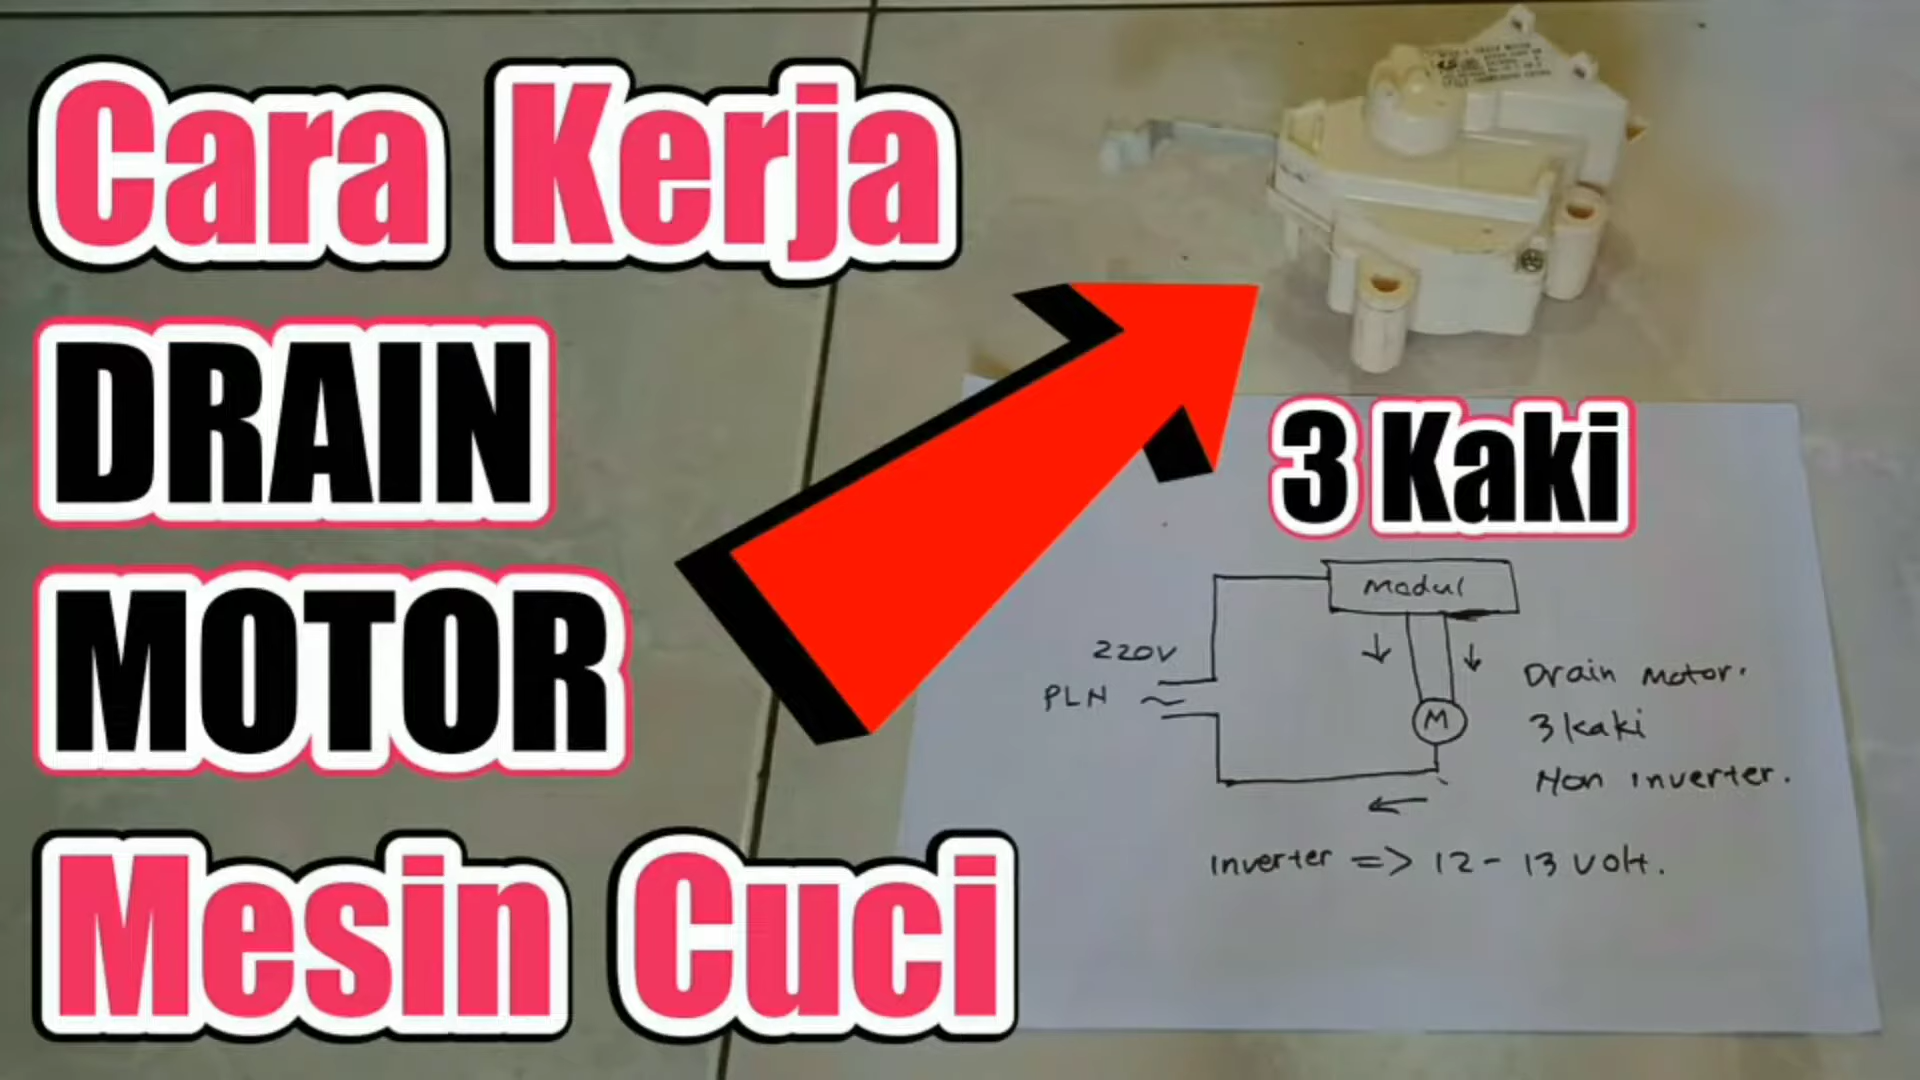 Cara Kerja
DRAIN
MOTOR
Mesin Cuci
3 Kaki
Modul
220V
PLN
~
M
Drain Motor.
3 kaki
Non inverter.
Inverter => 12 - 13 Volt.